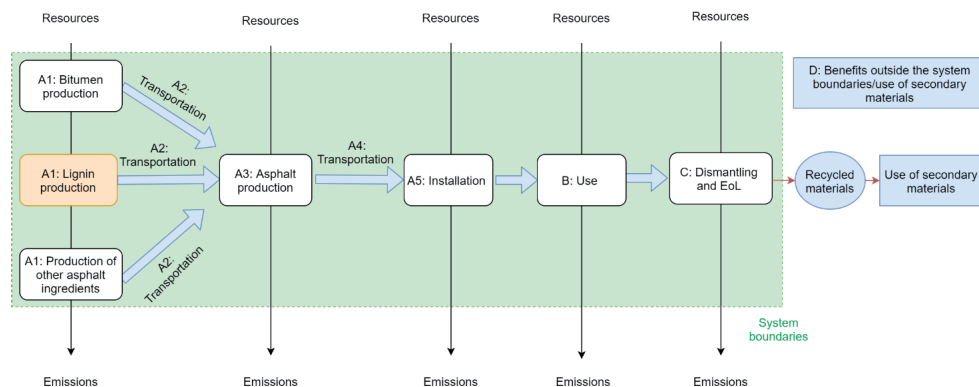 Resources
Resources
Resources
Resources
Resources
A1: Bitumen
production
A2:
Transportation
D: Benefits outside the system
boundaries/use of secondary
materials
A1: Lignin
production
A2:
Transportation
A3: Asphalt
production
A4:
Transportation
A5: Installation
B: Use
C: Dismantling
and EoL
Recycled
materials
Use of secondary
materials
A1: Production of
other asphalt
ingredients
A2:
Transportation
System
boundaries
Emissions
Emissions
Emissions
Emissions
Emissions